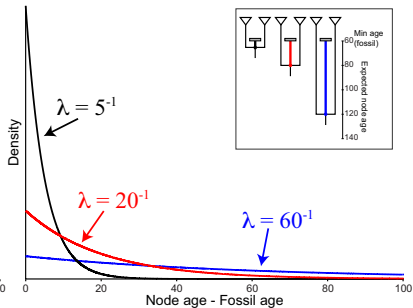 Min age
(fossil)
60
80
100
120
140
Expected node age
λ = 5⁻¹
λ = 20⁻¹
λ = 60⁻¹
Density
0
0
20
40
60
80
100
Node age - Fossil age